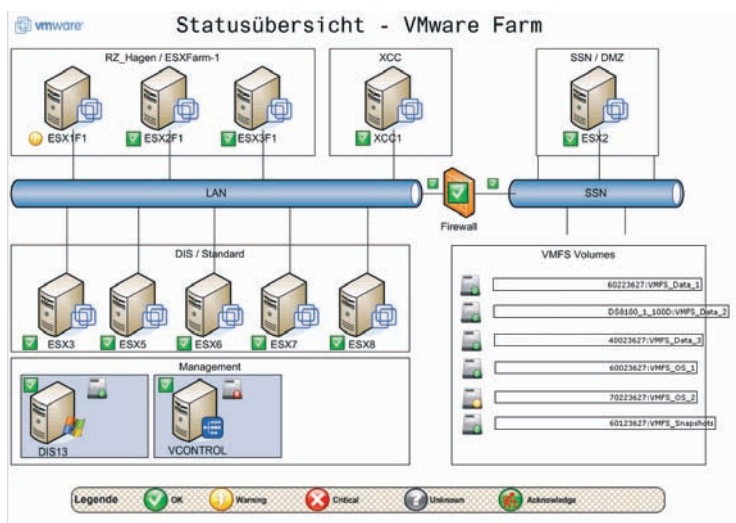 vmware
Statusübersicht - VMware Farm
RZ_Hagen / ESXFarm-1
XCC
SSN / DMZ
ESX1F1
ESX2F1
ESX3F1
XCC1
ESX2
LAN
SSN
Firewall
DIS / Standard
VMFS Volumes
60223627:VMFS_Data_1
DS8100_1_100D:VMFS_Data_2
40023627:VMFS_Data_3
60023627:VMFS_OS_1
70223627:VMFS_OS_2
60123627:VMFS_Snapshots
ESX3
ESX5
ESX6
ESX7
ESX8
Management
DIS13
VCONTROL
Legende
OK
Warning
Critical
Unknown
Acknowledge